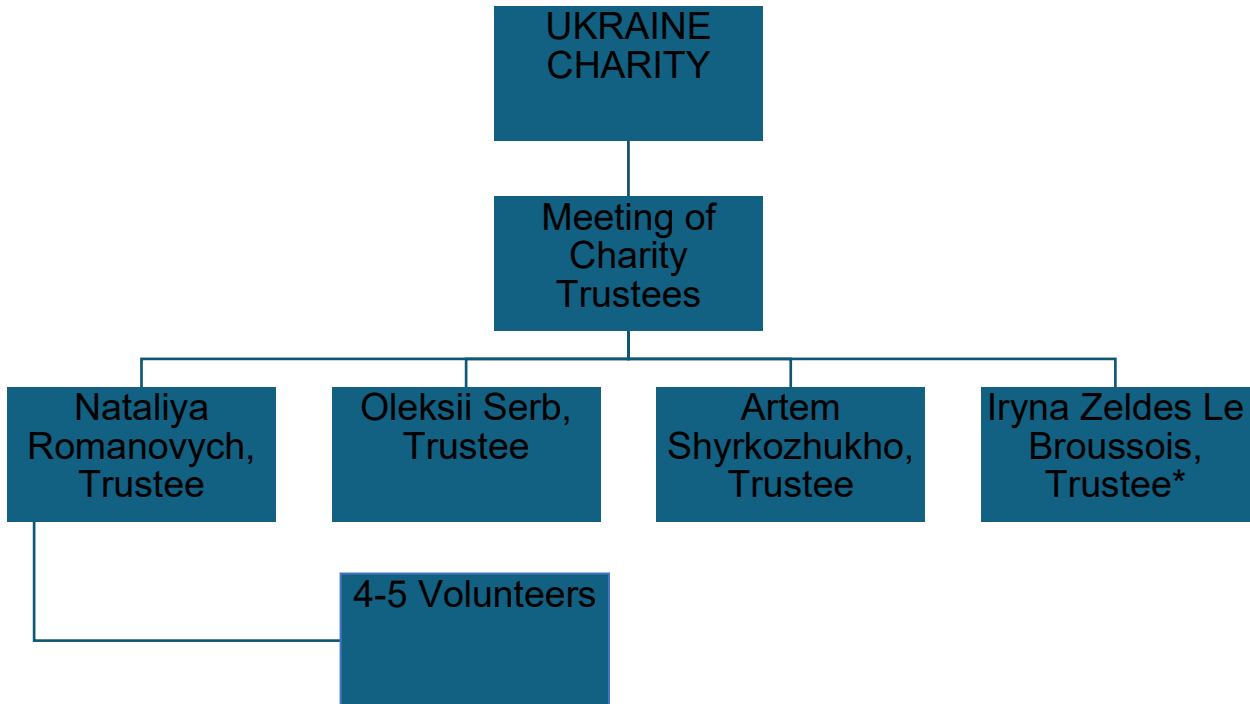 UKRAINE
CHARITY
Meeting of
Charity
Trustees
Nataliya
Romanovych,
Trustee
Oleksii Serb,
Trustee
Artem
Shyrkozhukho,
Trustee
Iryna Zeldes Le
Broussois,
Trustee*
4-5 Volunteers